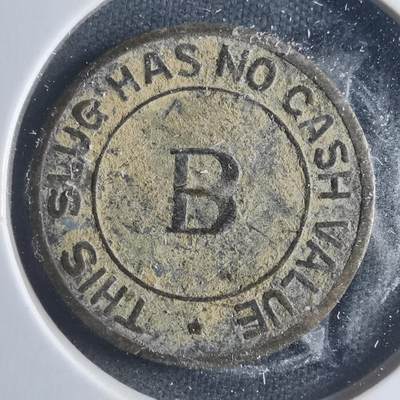 THIS SLUG HAS NO CASH VALUE
B